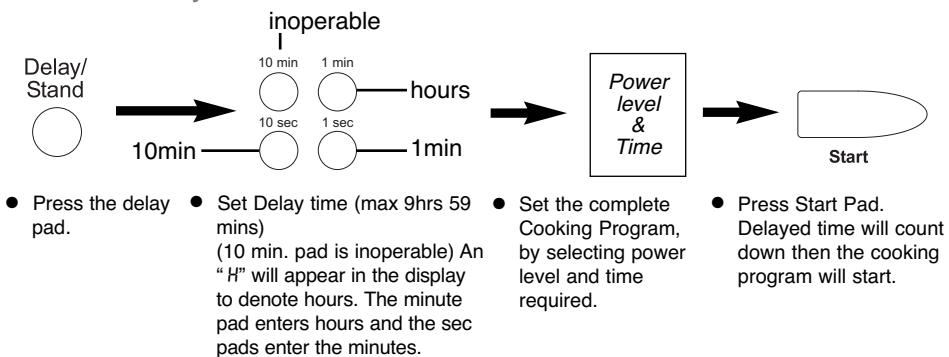 inoperable
Delay/
Stand
10 min
1 min
hours
10 sec
1 sec
10min
1min
Power
level
&
Time
Start
● Press the delay
pad.
● Set Delay time (max 9hrs 59
mins)
(10 min. pad is inoperable) An
“H” will appear in the display
to denote hours. The minute
pad enters hours and the sec
pads enter the minutes.
● Set the complete
Cooking Program,
by selecting power
level and time
required.
● Press Start Pad.
Delayed time will count
down then the cooking
program will start.